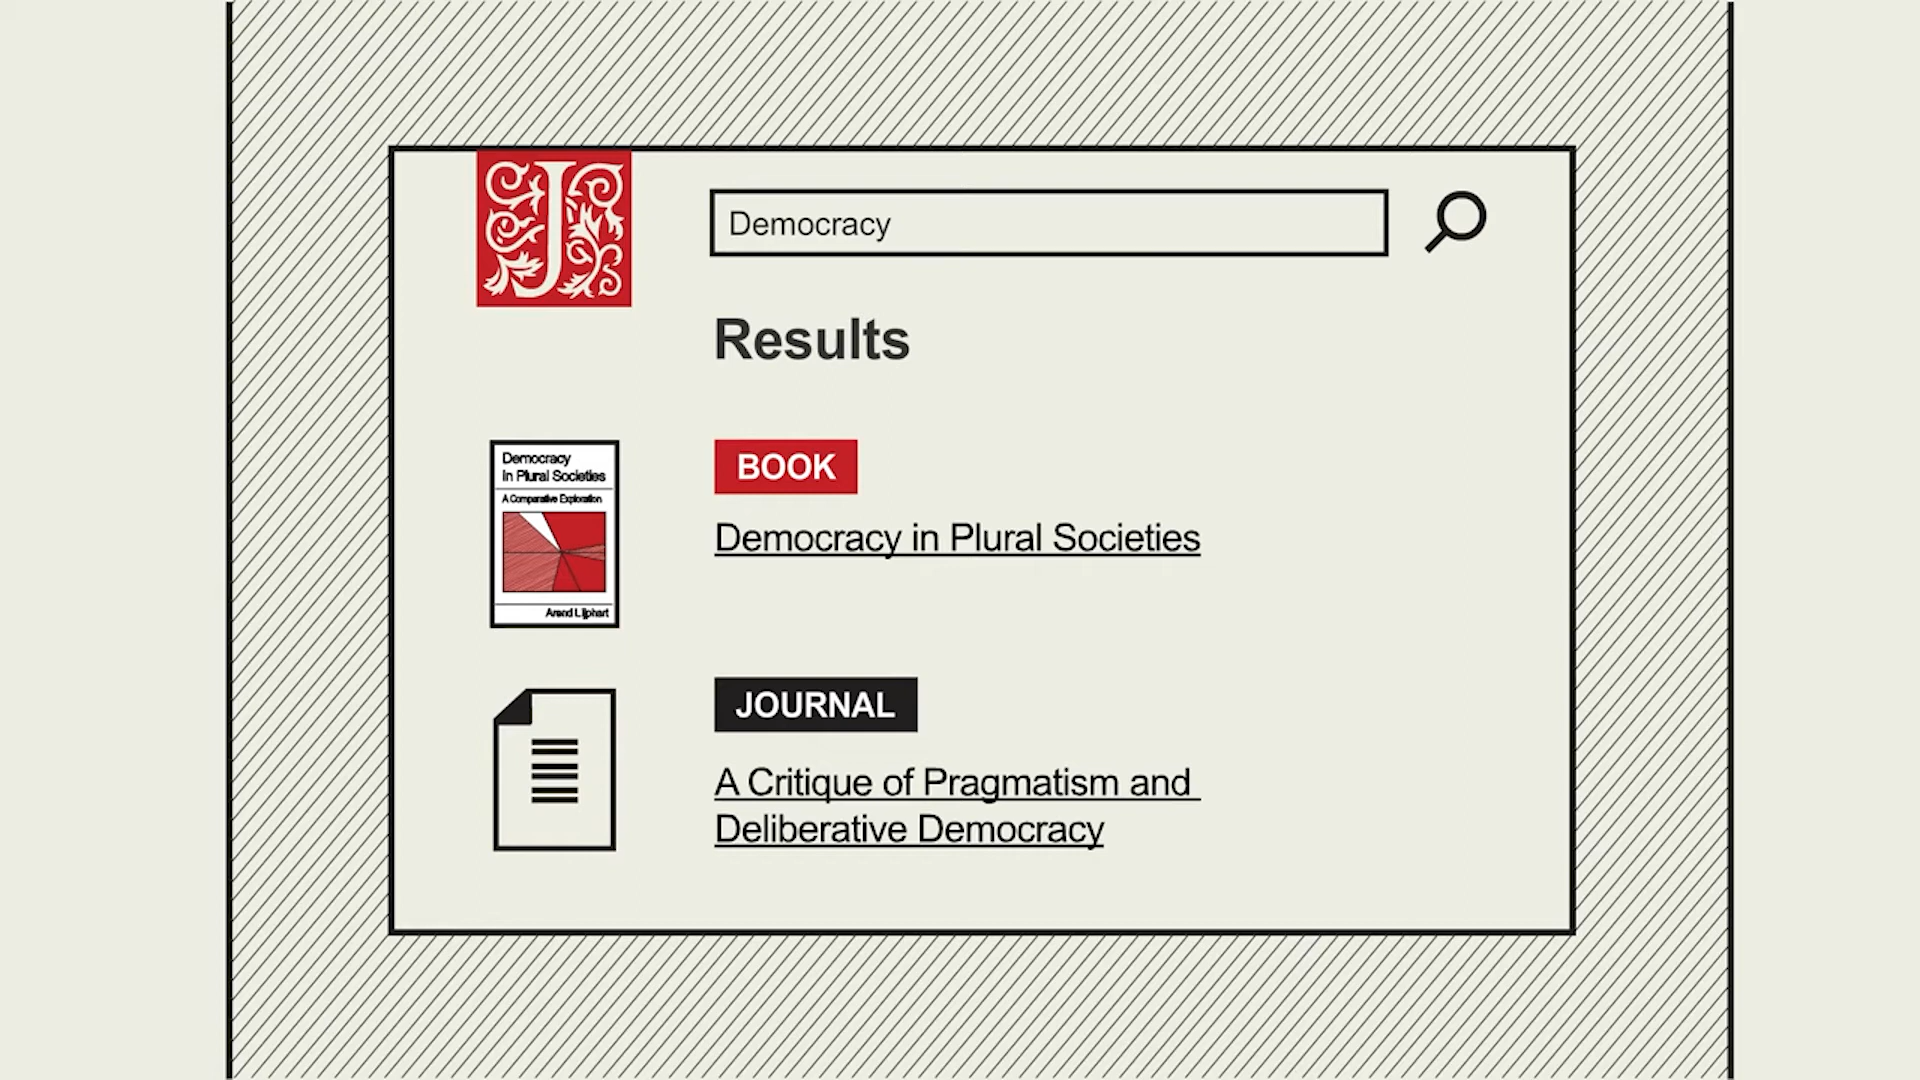 J
Democracy
Results
Democracy
in Plural Societies
A Comparative Exploration
Arend Lijphart
BOOK
Democracy in Plural Societies
JOURNAL
A Critique of Pragmatism and
Deliberative Democracy